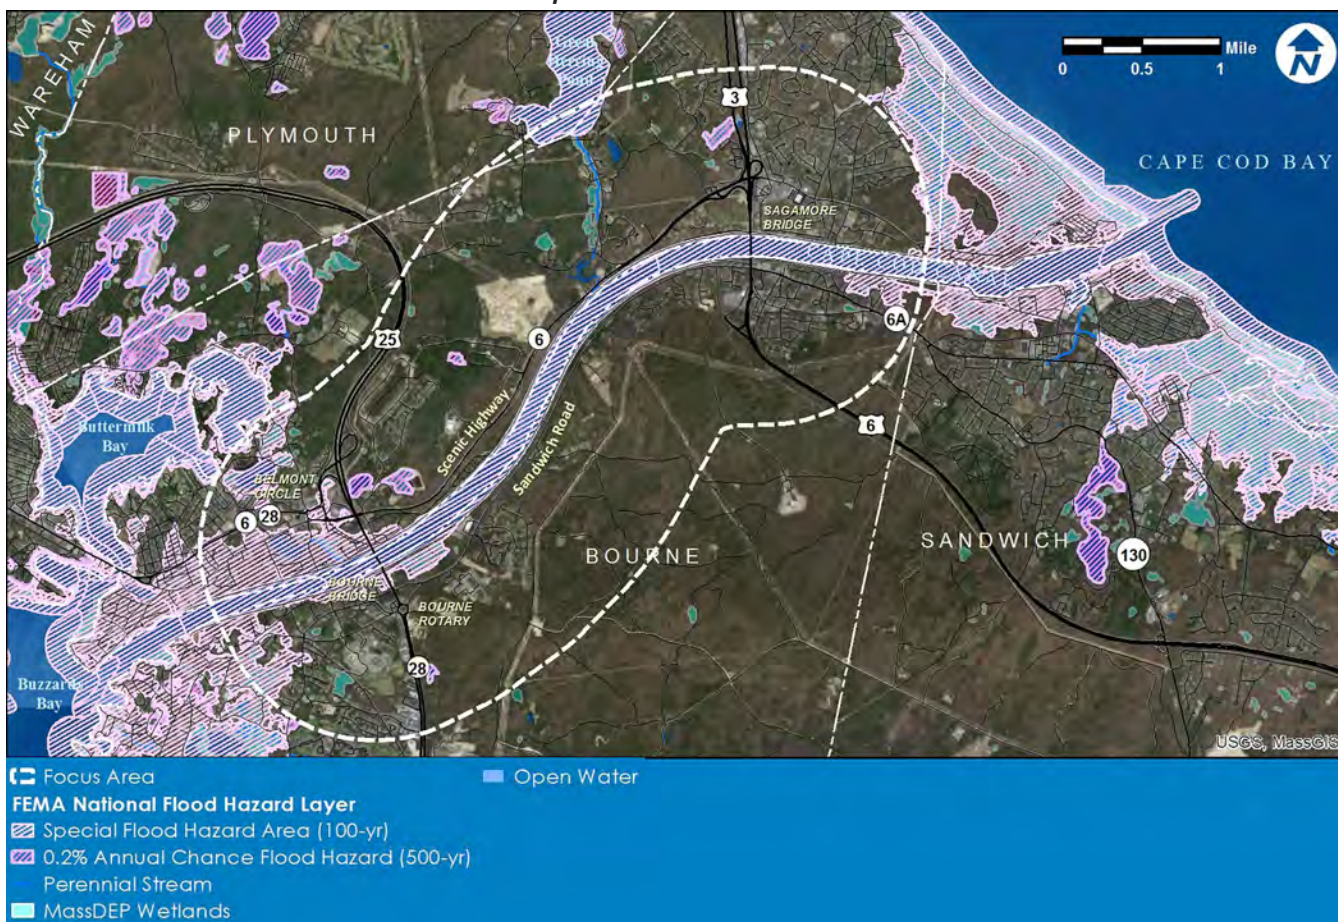 Mile
0 0.5 1
N
WAREHAM
PLYMOUTH
3
CAPE COD BAY
SAGAMORE
BRIDGE
25
6
6A
Scenic Highway
Sandwich Road
Buttermilk
Bay
BELMONT
CIRCLE
6
28
6
BOURNE
SANDWICH
130
BOURNE
BRIDGE
BOURNE
ROTARY
28
Buzzards
Bay
USGS, MassGIS
Focus Area
Open Water
FEMA National Flood Hazard Layer
Special Flood Hazard Area (100-yr)
0.2% Annual Chance Flood Hazard (500-yr)
Perennial Stream
MassDEP Wetlands